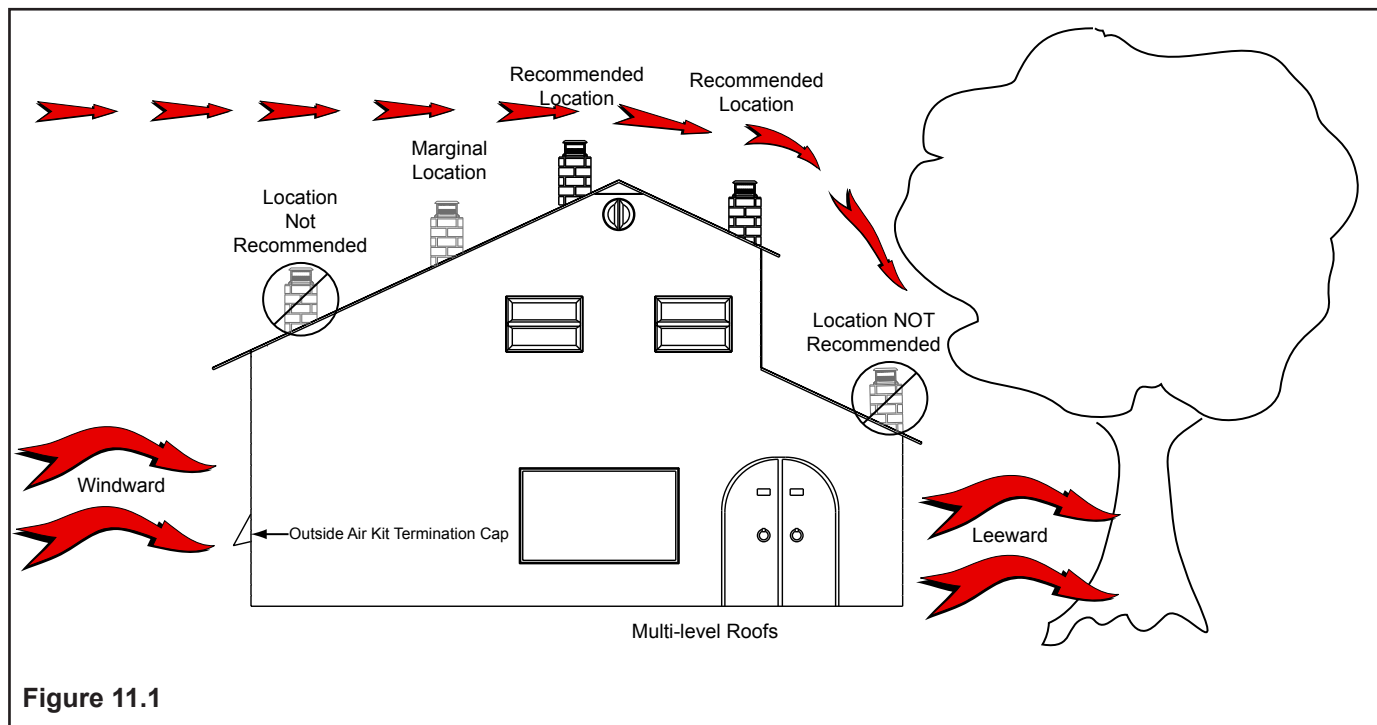 Recommended
Location
Recommended
Location
Marginal
Location
Location
Not
Recommended
Location NOT
Recommended
Windward
Outside Air Kit Termination Cap
Leeward
Multi-level Roofs
Figure 11.1